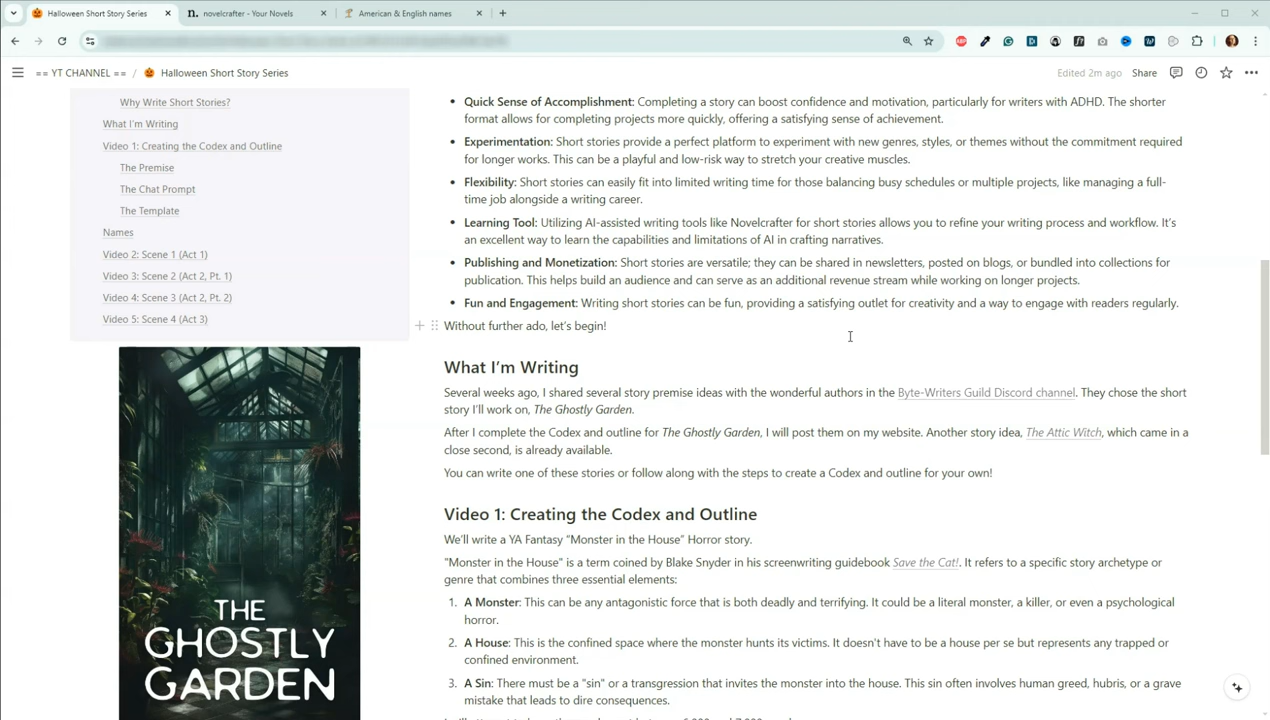 Halloween Short Story Series
novelcrafter - Your Novels
American & English names
== YT CHANNEL == / Halloween Short Story Series
Edited 2m ago
Share
Why Write Short Stories?
What I'm Writing
Video 1: Creating the Codex and Outline
The Premise
The Chat Prompt
The Template
Names
Video 2: Scene 1 (Act 1)
Video 3: Scene 2 (Act 2, Pt. 1)
Video 4: Scene 3 (Act 2, Pt. 2)
Video 5: Scene 4 (Act 3)
THE
GHOSTLY
GARDEN
• Quick Sense of Accomplishment: Completing a story can boost confidence and motivation, particularly for writers with ADHD. The shorter
format allows for completing projects more quickly, offering a satisfying sense of achievement.
• Experimentation: Short stories provide a perfect platform to experiment with new genres, styles, or themes without the commitment required
for longer works. This can be a playful and low-risk way to stretch your creative muscles.
• Flexibility: Short stories can easily fit into limited writing time for those balancing busy schedules or multiple projects, like managing a full-
time job alongside a writing career.
• Learning Tool: Utilizing AI-assisted writing tools like Novelcrafter for short stories allows you to refine your writing process and workflow. It's
an excellent way to learn the capabilities and limitations of AI in crafting narratives.
• Publishing and Monetization: Short stories are versatile; they can be shared in newsletters, posted on blogs, or bundled into collections for
publication. This helps build an audience and can serve as an additional revenue stream while working on longer projects.
• Fun and Engagement: Writing short stories can be fun, providing a satisfying outlet for creativity and a way to engage with readers regularly.
Without further ado, let's begin!
What I'm Writing
Several weeks ago, I shared several story premise ideas with the wonderful authors in the Byte-Writers Guild Discord channel. They chose the short
story I'll work on, The Ghostly Garden.
After I complete the Codex and outline for The Ghostly Garden, I will post them on my website. Another story idea, The Attic Witch, which came in a
close second, is already available.
You can write one of these stories or follow along with the steps to create a Codex and outline for your own!
Video 1: Creating the Codex and Outline
We'll write a YA Fantasy "Monster in the House" Horror story.
"Monster in the House" is a term coined by Blake Snyder in his screenwriting guidebook Save the Cat!. It refers to a specific story archetype or
genre that combines three essential elements:
1. A Monster: This can be any antagonistic force that is both deadly and terrifying. It could be a literal monster, a killer, or even a psychological
horror.
2. A House: This is the confined space where the monster hunts its victims. It doesn't have to be a house per se but represents any trapped or
confined environment.
3. A Sin: There must be a "sin" or a transgression that invites the monster into the house. This sin often involves human greed, hubris, or a grave
mistake that leads to dire consequences.